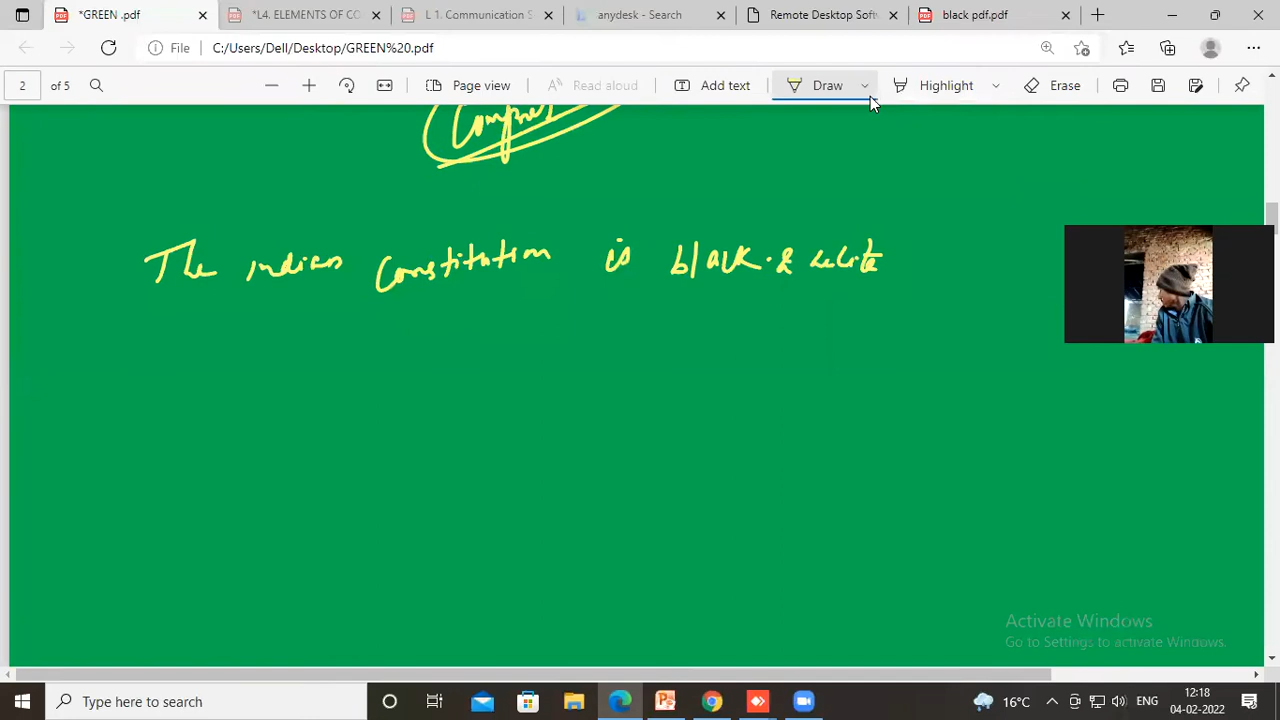 *GREEN .pdf
*L4. ELEMENTS OF CO
L 1. Communication S
anydesk - Search
Remote Desktop Softw
black pdf.pdf
File C:/Users/Dell/Desktop/GREEN%20.pdf
2 of 5 Page view Read aloud Add text Draw Highlight Erase
The indian Constitution is black & white
Activate Windows
Go to Settings to activate Windows.
Type here to search
16°C ENG 12:18
04-02-2022